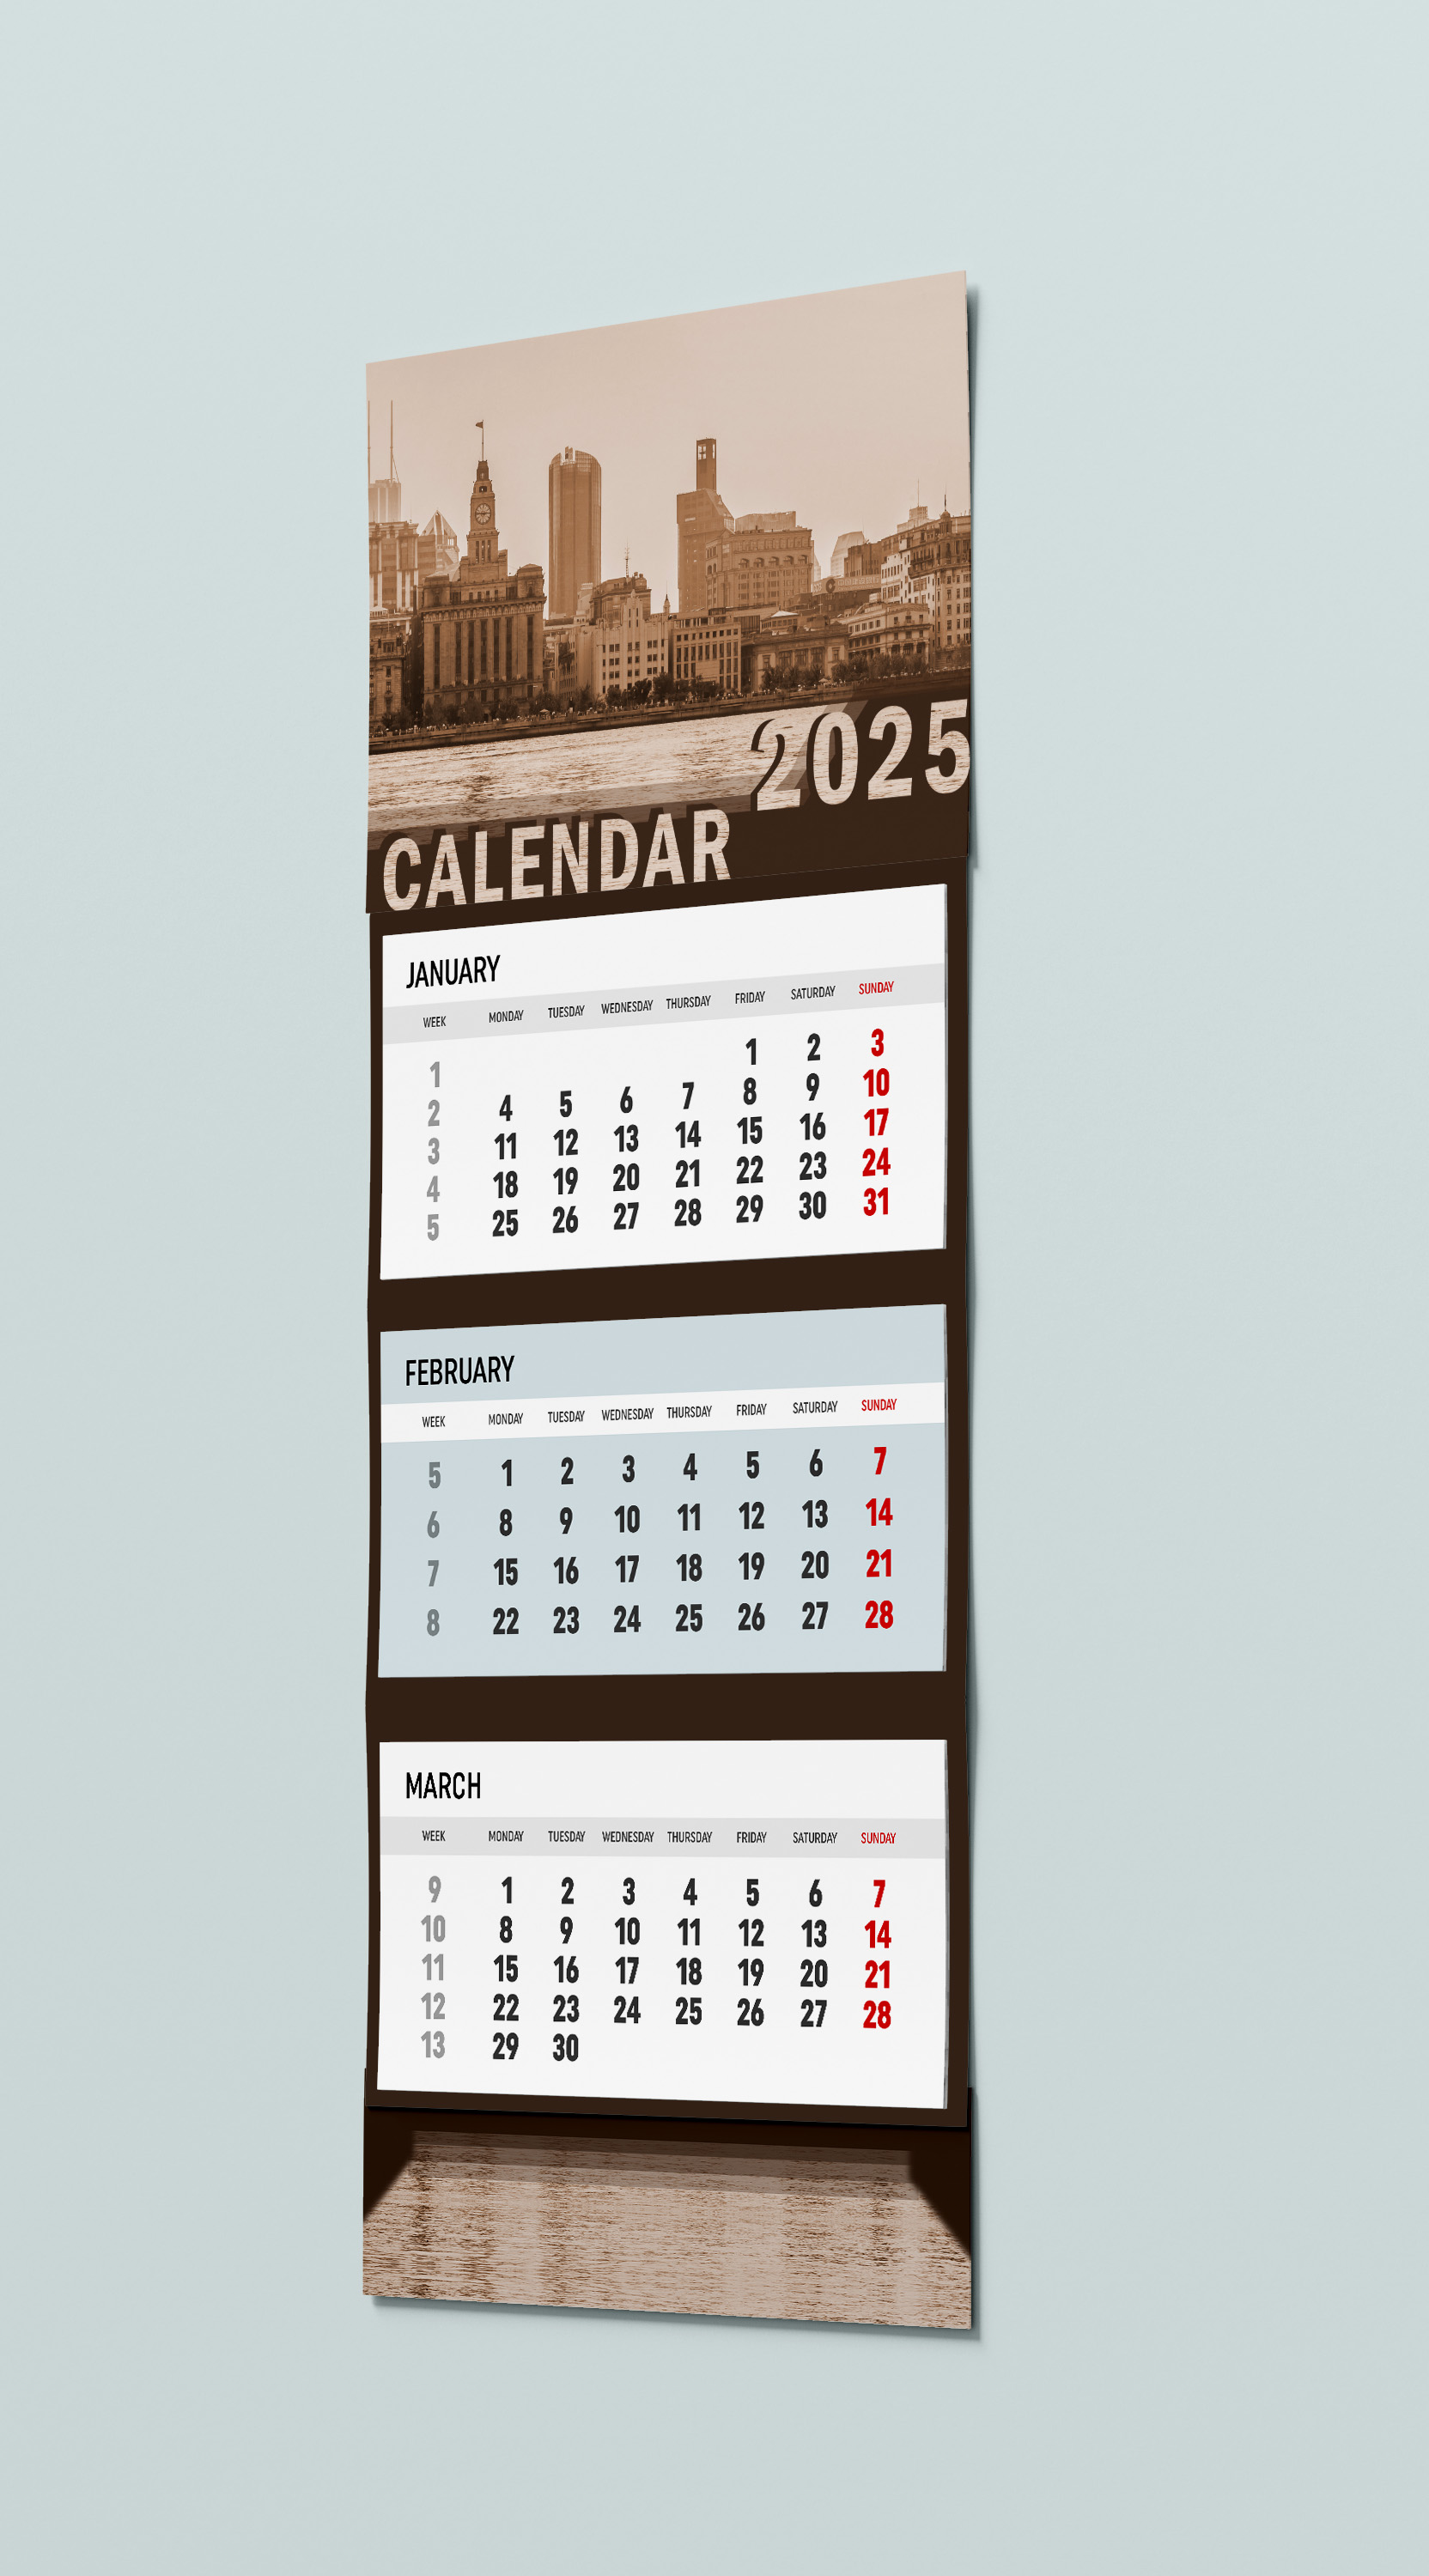 2025
CALENDAR
JANUARY
WEEK MONDAY TUESDAY WEDNESDAY THURSDAY FRIDAY SATURDAY SUNDAY
1 1 2 3
2 4 5 6 7 8 9 10
3 11 12 13 14 15 16 17
4 18 19 20 21 22 23 24
5 25 26 27 28 29 30 31
FEBRUARY
WEEK MONDAY TUESDAY WEDNESDAY THURSDAY FRIDAY SATURDAY SUNDAY
5 1 2 3 4 5 6 7
6 8 9 10 11 12 13 14
7 15 16 17 18 19 20 21
8 22 23 24 25 26 27 28
MARCH
WEEK MONDAY TUESDAY WEDNESDAY THURSDAY FRIDAY SATURDAY SUNDAY
9 1 2 3 4 5 6 7
10 8 9 10 11 12 13 14
11 15 16 17 18 19 20 21
12 22 23 24 25 26 27 28
13 29 30